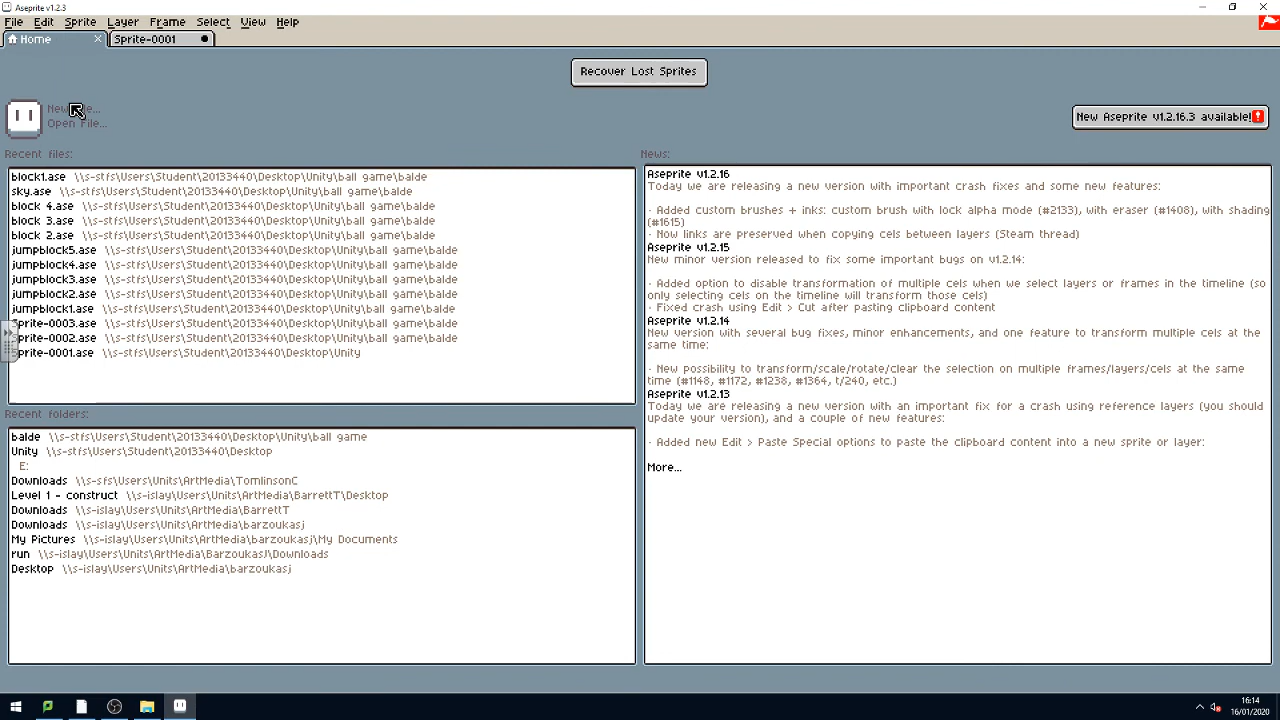 Aseprite v1.2.3
File Edit Sprite Layer Frame Select View Help
Home Sprite-0001
Recover Lost Sprites
Open File...
New Aseprite v1.2.16.3 available!
Recent files:
block1.ase \\s-stfs\Users\Student\20133440\Desktop\Unity\ball game\balde
sky.ase \\s-stfs\Users\Student\20133440\Desktop\Unity\ball game\balde
block 4.ase \\s-stfs\Users\Student\20133440\Desktop\Unity\ball game\balde
block 3.ase \\s-stfs\Users\Student\20133440\Desktop\Unity\ball game\balde
block 2.ase \\s-stfs\Users\Student\20133440\Desktop\Unity\ball game\balde
jumpblock5.ase \\s-stfs\Users\Student\20133440\Desktop\Unity\ball game\balde
jumpblock4.ase \\s-stfs\Users\Student\20133440\Desktop\Unity\ball game\balde
jumpblock3.ase \\s-stfs\Users\Student\20133440\Desktop\Unity\ball game\balde
jumpblock2.ase \\s-stfs\Users\Student\20133440\Desktop\Unity\ball game\balde
jumpblock1.ase \\s-stfs\Users\Student\20133440\Desktop\Unity\ball game\balde
Sprite-0003.ase \\s-stfs\Users\Student\20133440\Desktop\Unity\ball game\balde
Sprite-0002.ase \\s-stfs\Users\Student\20133440\Desktop\Unity\ball game\balde
Sprite-0001.ase \\s-stfs\Users\Student\20133440\Desktop\Unity
Recent folders:
balde \\s-stfs\Users\Student\20133440\Desktop\Unity\ball game
Unity \\s-stfs\Users\Student\20133440\Desktop
E:
Downloads \\s-sfs\Users\Units\ArtMedia\TomlinsonC
Level 1 - construct \\s-islay\Users\Units\ArtMedia\BarrettT\Desktop
Downloads \\s-islay\Users\Units\ArtMedia\BarrettT
Downloads \\s-islay\Users\Units\ArtMedia\barzoukasj
My Pictures \\s-islay\Users\Units\ArtMedia\barzoukasj\My Documents
run \\s-islay\Users\Units\ArtMedia\BarzoukasJ\Downloads
Desktop \\s-islay\Users\Units\ArtMedia\barzoukasj
News:
Aseprite v1.2.16
Today we are releasing a new version with important crash fixes and some new features:
- Added custom brushes + inks: custom brush with lock alpha mode (#2133), with eraser (#1408), with shading
(#1615)
- Now links are preserved when copying cels between layers (Steam thread)
Aseprite v1.2.15
New minor version released to fix some important bugs on v1.2.14:
- Added option to disable transformation of multiple cels when we select layers or frames in the timeline (so
only selecting cels on the timeline will transform those cels)
- Fixed crash using Edit > Cut after pasting clipboard content
Aseprite v1.2.14
New version with several bug fixes, minor enhancements, and one feature to transform multiple cels at the
same time:
- New possibility to transform/scale/rotate/clear the selection on multiple frames/layers/cels at the same
time (#1148, #1172, #1238, #1364, t/240, etc.)
Aseprite v1.2.13
Today we are releasing a new version with an important fix for a crash using reference layers (you should
update your version), and a couple of new features:
- Added new Edit > Paste Special options to paste the clipboard content into a new sprite or layer:
More...
16:14
16/01/2020